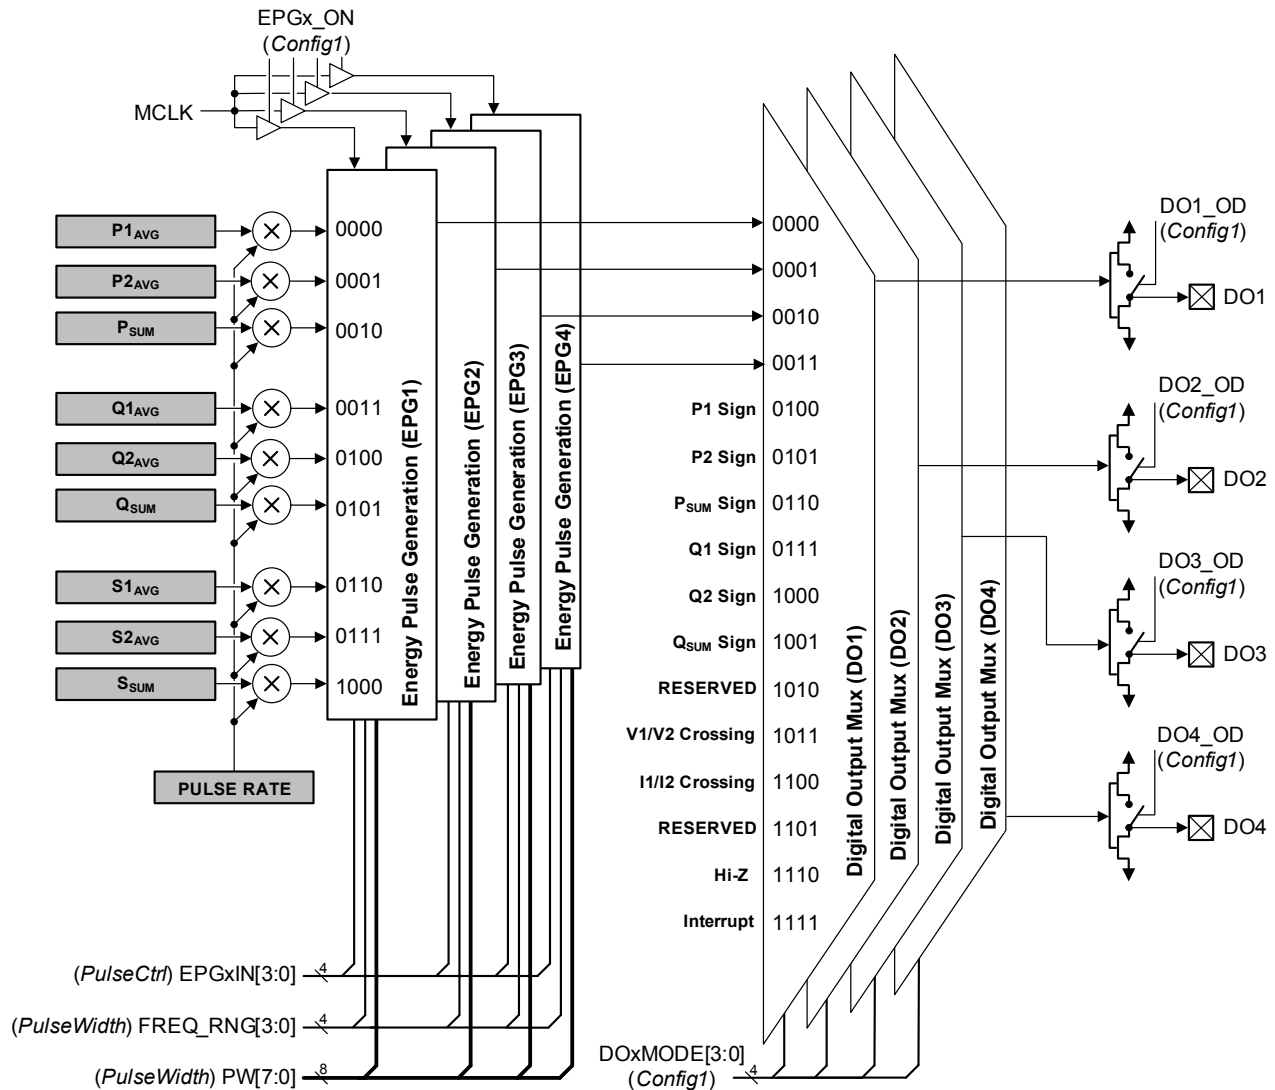 EPGx_ON
(Config1)
MCLK
P1AVG
P2AVG
PSUM
Q1AVG
Q2AVG
QSUM
S1AVG
S2AVG
SSUM
PULSE RATE
0000
0001
0010
0011
0100
0101
0110
0111
1000
Energy Pulse Generation (EPG1)
Energy Pulse Generation (EPG2)
Energy Pulse Generation (EPG3)
Energy Pulse Generation (EPG4)
(PulseCtrl) EPGxIN[3:0] 4
(PulseWidth) FREQ_RNG[3:0] 4
(PulseWidth) PW[7:0] 8
0000
0001
0010
0011
P1 Sign 0100
P2 Sign 0101
PSUM Sign 0110
Q1 Sign 0111
Q2 Sign 1000
QSUM Sign 1001
RESERVED 1010
V1/V2 Crossing 1011
I1/I2 Crossing 1100
RESERVED 1101
Hi-Z 1110
Interrupt 1111
Digital Output Mux (DO1)
Digital Output Mux (DO2)
Digital Output Mux (DO3)
Digital Output Mux (DO4)
DOxMODE[3:0] 4
(Config1)
DO1_OD
(Config1)
DO1
DO2_OD
(Config1)
DO2
DO3_OD
(Config1)
DO3
DO4_OD
(Config1)
DO4